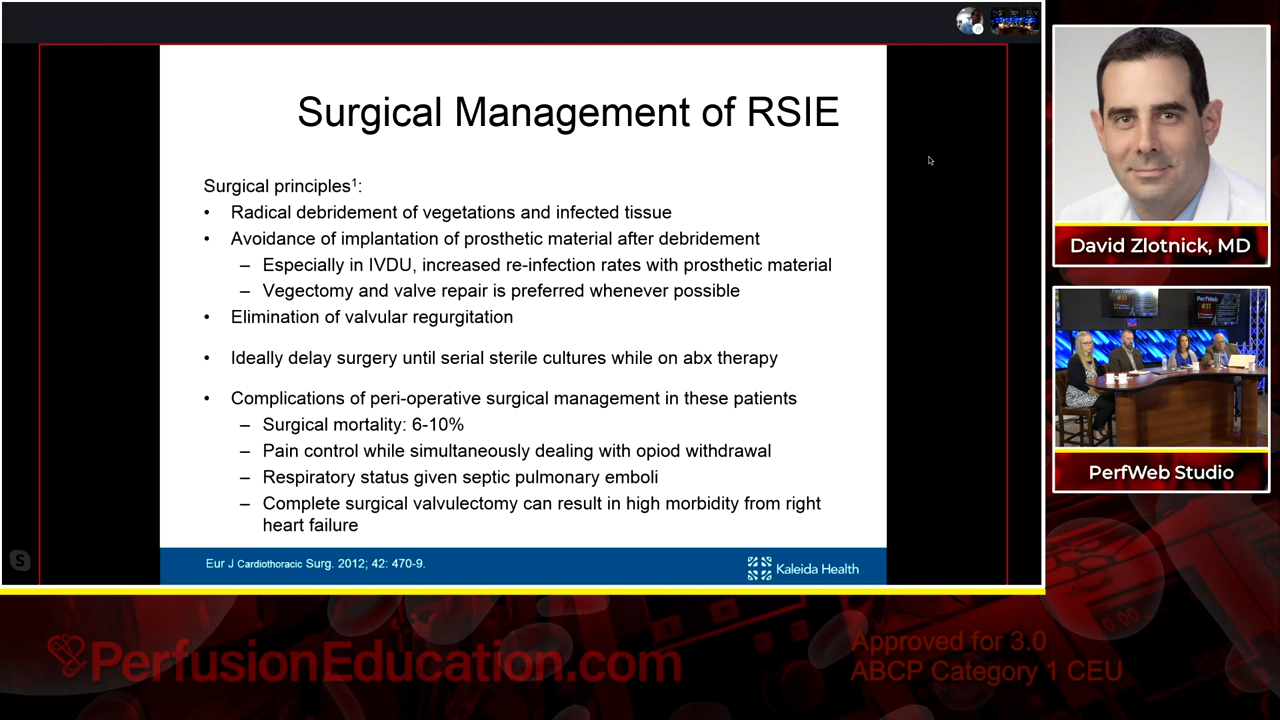 Surgical Management of RSIE
Surgical principles¹:
• Radical debridement of vegetations and infected tissue
• Avoidance of implantation of prosthetic material after debridement
– Especially in IVDU, increased re-infection rates with prosthetic material
– Vegectomy and valve repair is preferred whenever possible
• Elimination of valvular regurgitation
• Ideally delay surgery until serial sterile cultures while on abx therapy
• Complications of peri-operative surgical management in these patients
– Surgical mortality: 6-10%
– Pain control while simultaneously dealing with opiod withdrawal
– Respiratory status given septic pulmonary emboli
– Complete surgical valvulectomy can result in high morbidity from right
heart failure
Eur J Cardiothoracic Surg. 2012; 42: 470-9.
Kaleida Health
S
David Zlotnick, MD
PerfWeb
PerfWeb Studio
PerfusionEducation.com
Approved for 3.0
ABCP Category 1 CEU
0.00